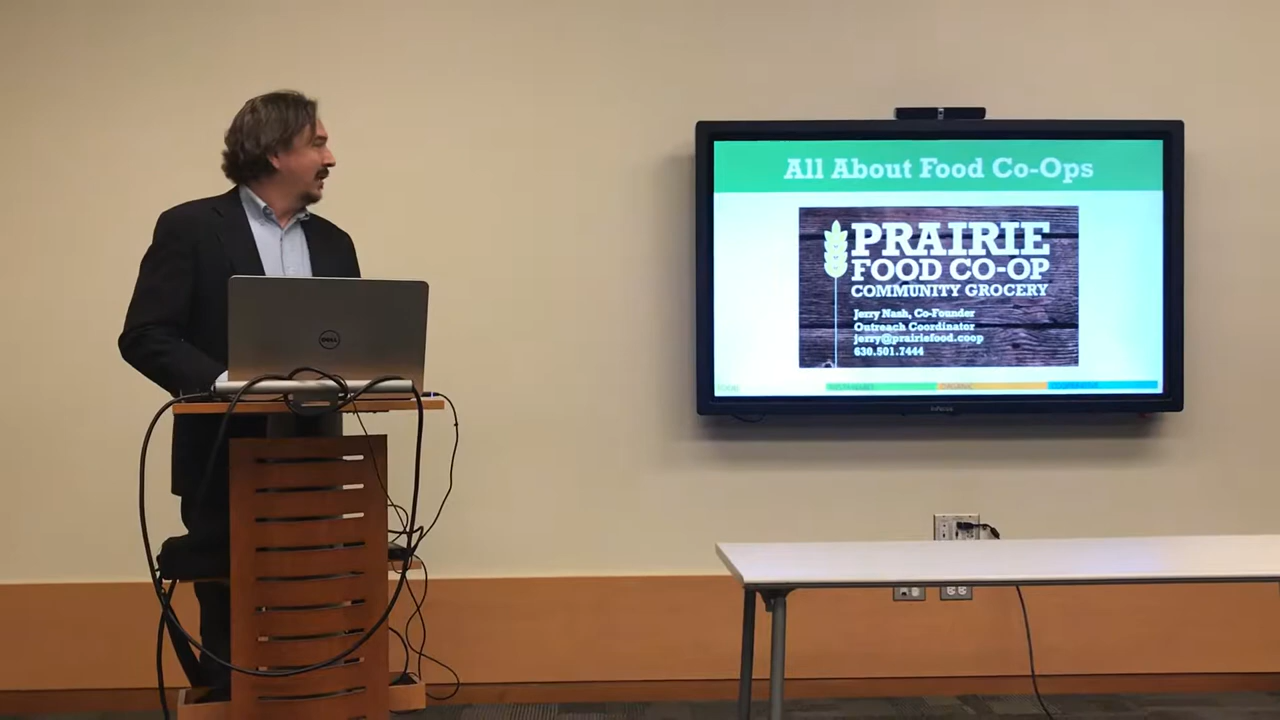 All About Food Co-Ops
PRAIRIE
FOOD CO-OP
COMMUNITY GROCERY
Jerry Nash, Co-Founder
Outreach Coordinator
jerry@prairiefood.coop
630.501.7444
ORGANIC
DELL